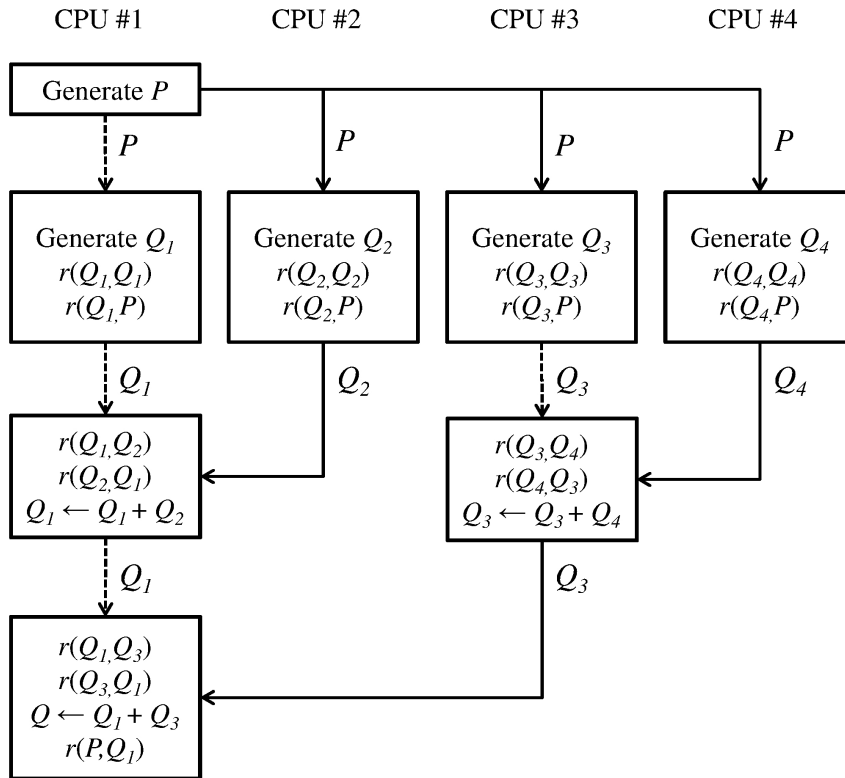 CPU #1 CPU #2 CPU #3 CPU #4
Generate P
P P P P
Generate Q1 Generate Q2 Generate Q3 Generate Q4
r(Q1,Q1) r(Q2,Q2) r(Q3,Q3) r(Q4,Q4)
r(Q1,P) r(Q2,P) r(Q3,P) r(Q4,P)
Q1 Q2 Q3 Q4
r(Q1,Q2) r(Q3,Q4)
r(Q2,Q1) r(Q4,Q3)
Q1 ← Q1 + Q2 Q3 ← Q3 + Q4
Q1 Q3
r(Q1,Q3)
r(Q3,Q1)
Q ← Q1 + Q3
r(P,Q1)